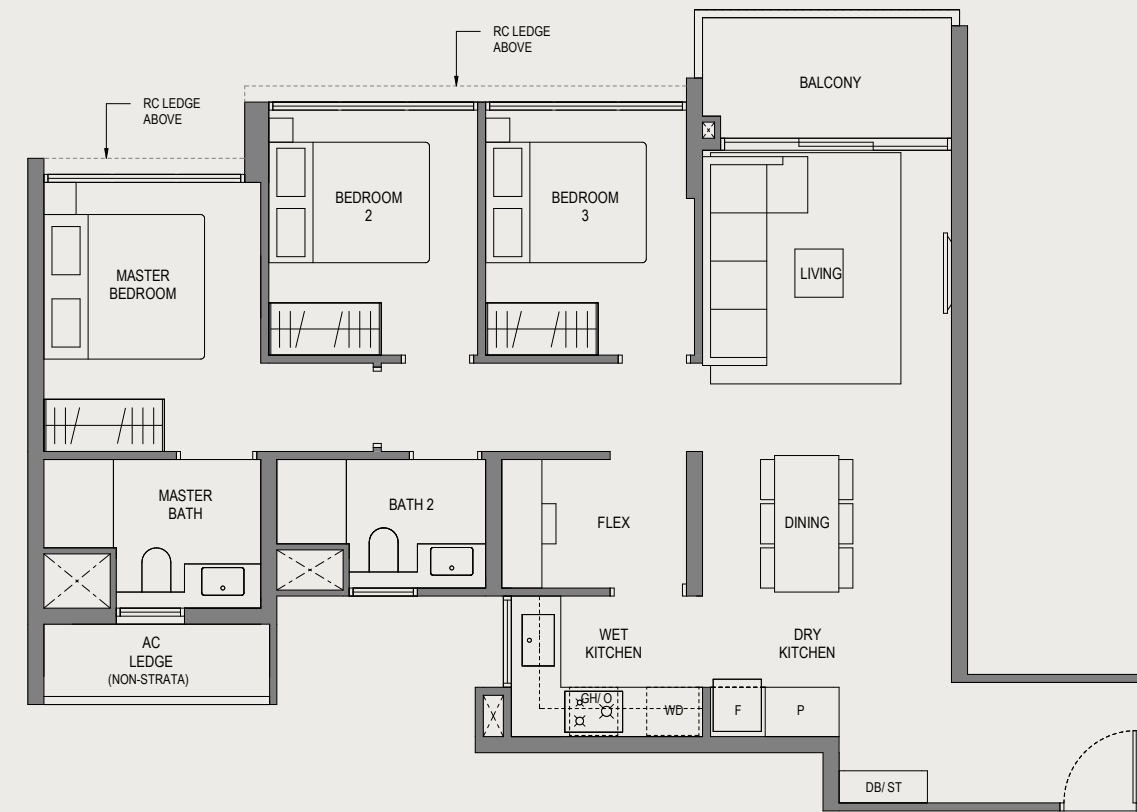 RC LEDGE
ABOVE
RC LEDGE
ABOVE
BALCONY
BEDROOM
2
BEDROOM
3
MASTER
BEDROOM
LIVING
MASTER
BATH
BATH 2
FLEX
DINING
AC
LEDGE
(NON-STRATA)
WET
KITCHEN
DRY
KITCHEN
GH/ O
WD
F
P
DB/ ST